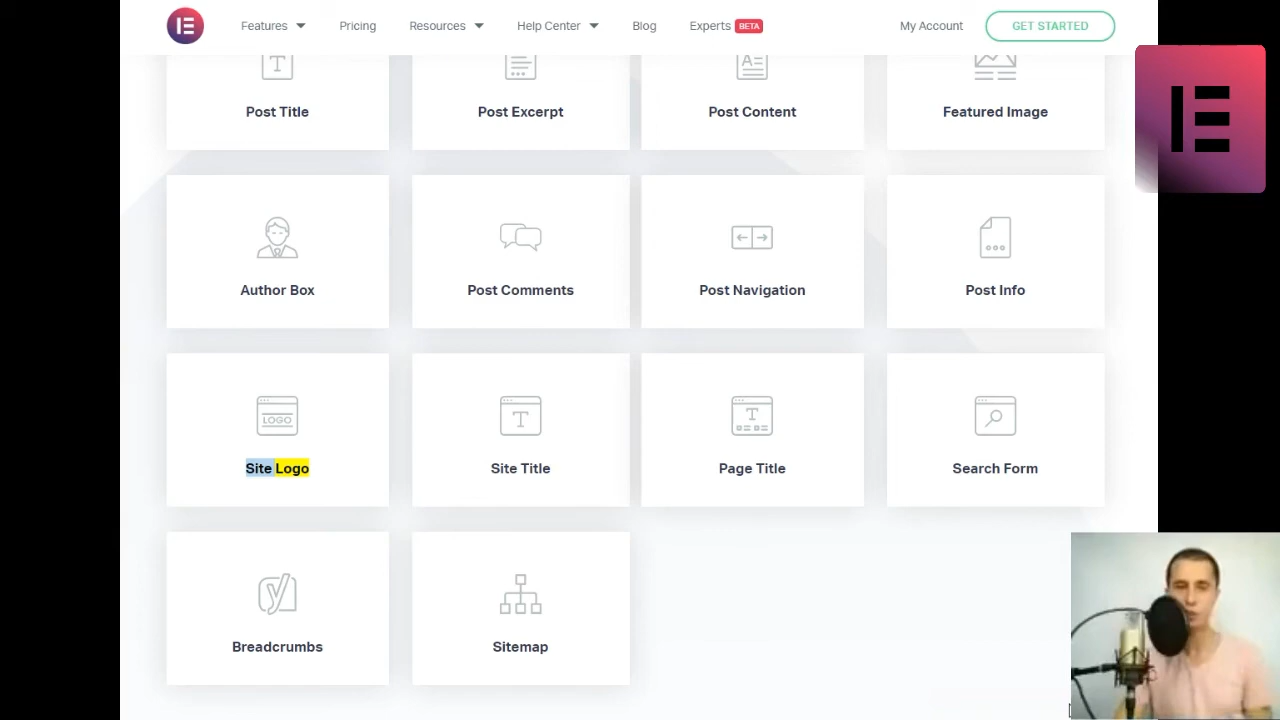 Features Pricing Resources Help Center Blog Experts BETA My Account GET STARTED
Post Title Post Excerpt Post Content Featured Image
Author Box Post Comments Post Navigation Post Info
LOGO
Site Logo Site Title Page Title Search Form
Breadcrumbs Sitemap